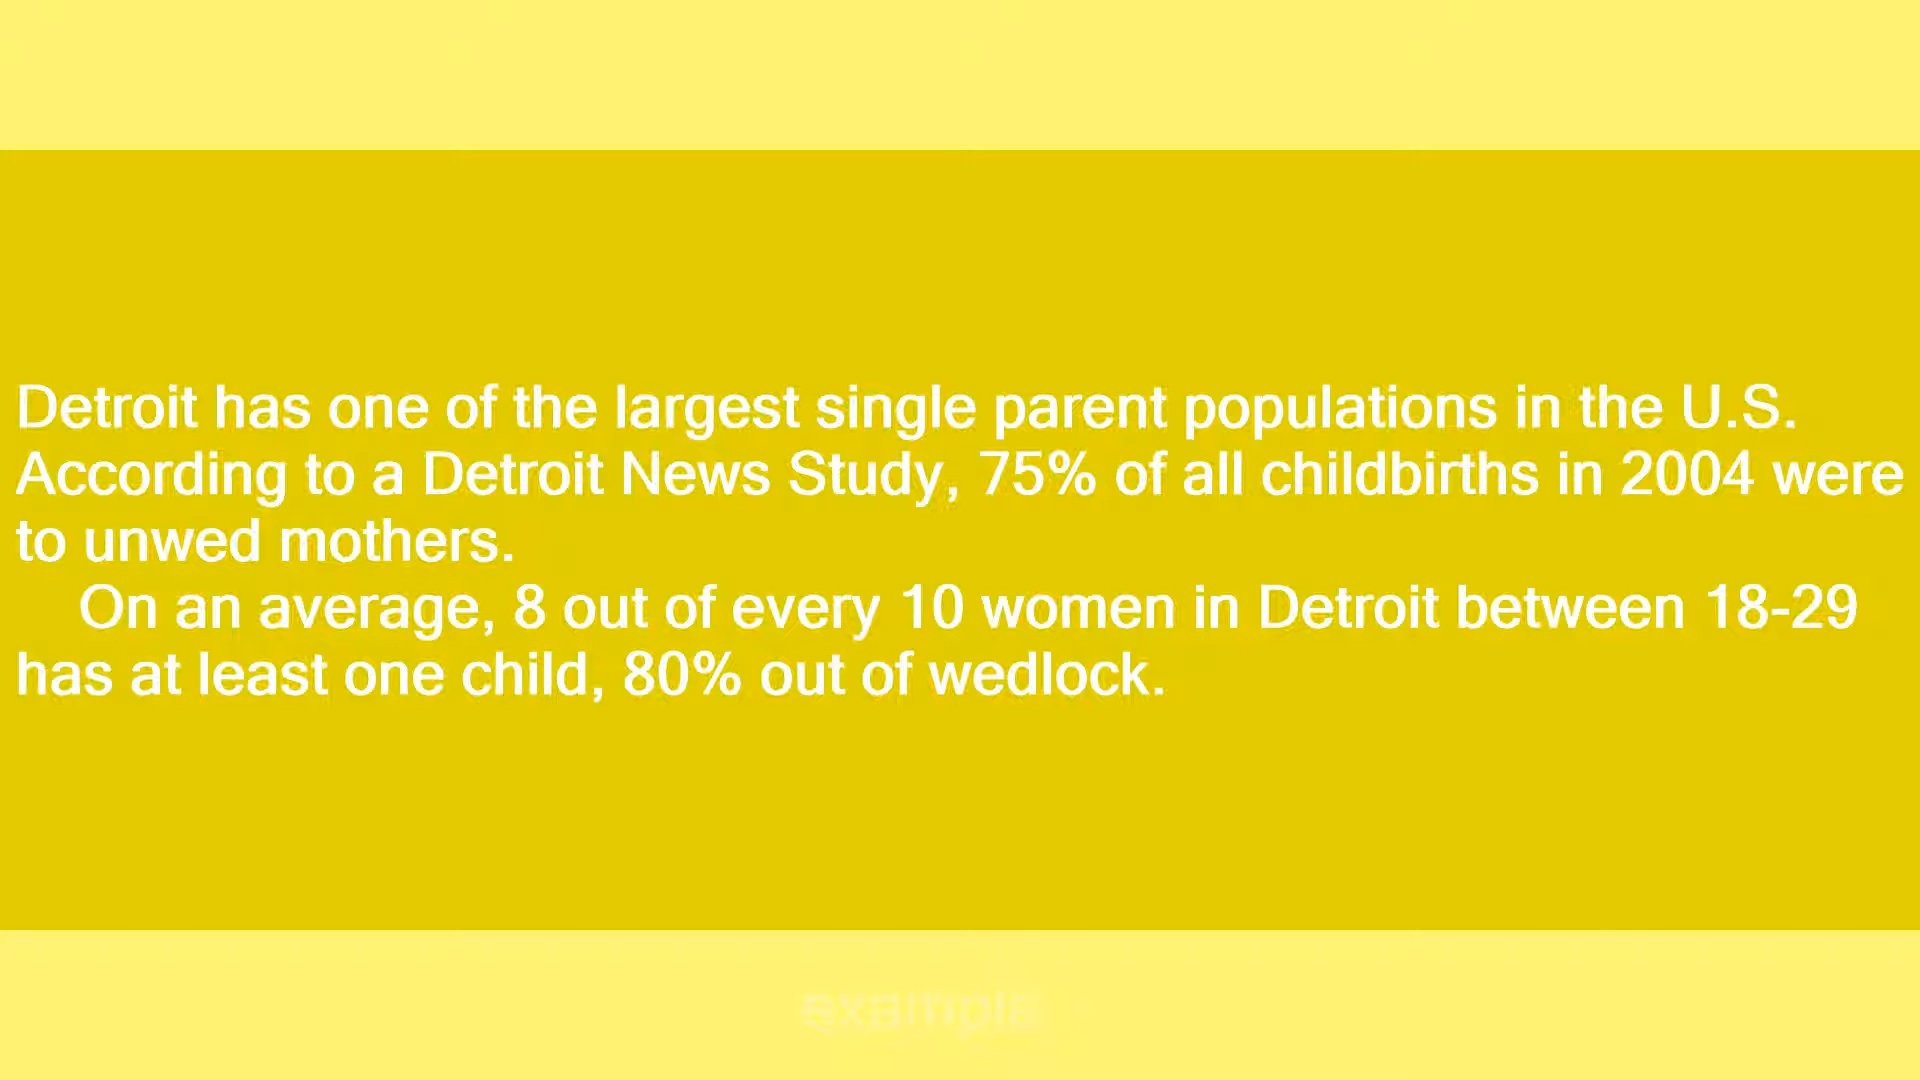 Detroit has one of the largest single parent populations in the U.S.
According to a Detroit News Study, 75% of all childbirths in 2004 were
to unwed mothers.
On an average, 8 out of every 10 women in Detroit between 18-29
has at least one child, 80% out of wedlock.
example